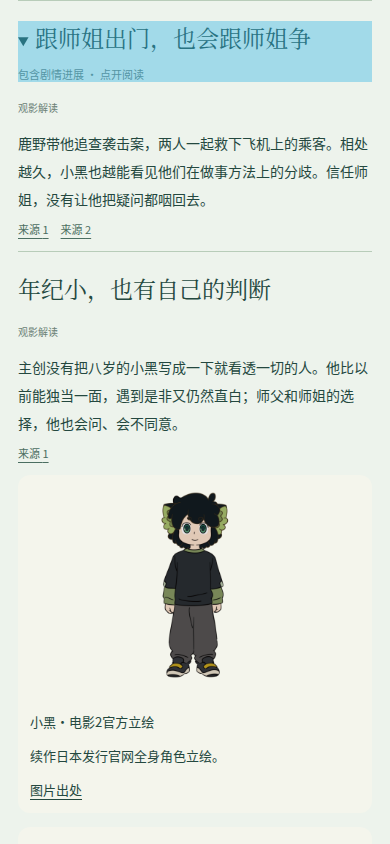 ▼ 跟师姐出门，也会跟师姐争
包含剧情进展 · 点开阅读
观影解读
鹿野带他追查袭击案，两人一起救下飞机上的乘客。相处
越久，小黑也越能看见他们在做事方法上的分歧。信任师
姐，没有让他把疑问都咽回去。
来源 1 来源 2
年纪小，也有自己的判断
观影解读
主创没有把八岁的小黑写成一下就看透一切的人。他比以
前能独当一面，遇到是非又仍然直白；师父和师姐的选
择，他也会问、会不同意。
来源 1
小黑·电影2官方立绘
续作日本发行官网全身角色立绘。
图片出处